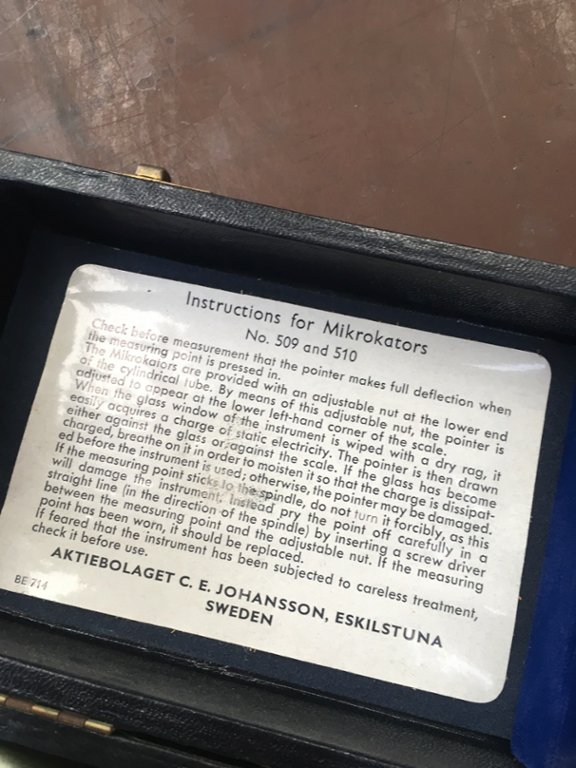 Instructions for Mikrokators
No. 509 and 510
Check before measurement that the pointer makes full deflection when
the measuring point is pressed in.
The Mikrokators are provided with an adjustable nut at the lower end
of the cylindrical tube. By means of this adjustable nut, the pointer is
adjusted to appear at the lower left-hand corner of the scale.
When the glass window of the instrument is wiped with a dry rag, it
easily acquires a charge of static electricity. The pointer is then drawn
either against the glass or against the scale. If the glass has become
charged, breathe on it in order to moisten it so that the charge is dissipat-
ed before the instrument is used; otherwise, the pointer may be damaged.
If the measuring point sticks to the spindle, do not turn it forcibly, as this
will damage the instrument, instead pry the point off carefully in a
straight line (in the direction of the spindle) by inserting a screw driver
between the measuring point and the adjustable nut. If the measuring
point has been worn, it should be replaced.
If feared that the instrument has been subjected to careless treatment,
check it before use.
AKTIEBOLAGET C. E. JOHANSSON, ESKILSTUNA
SWEDEN
BE 714